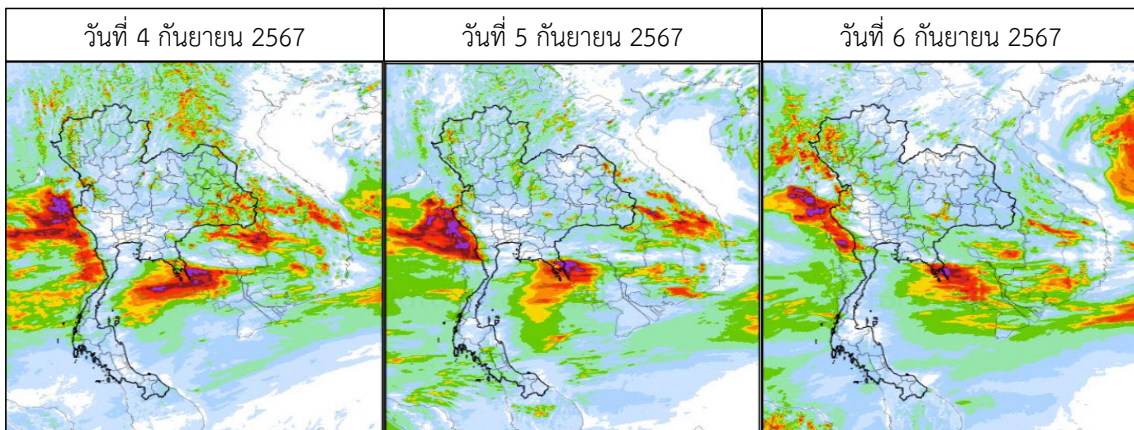 วันที่ 4 กันยายน 2567
วันที่ 5 กันยายน 2567
วันที่ 6 กันยายน 2567